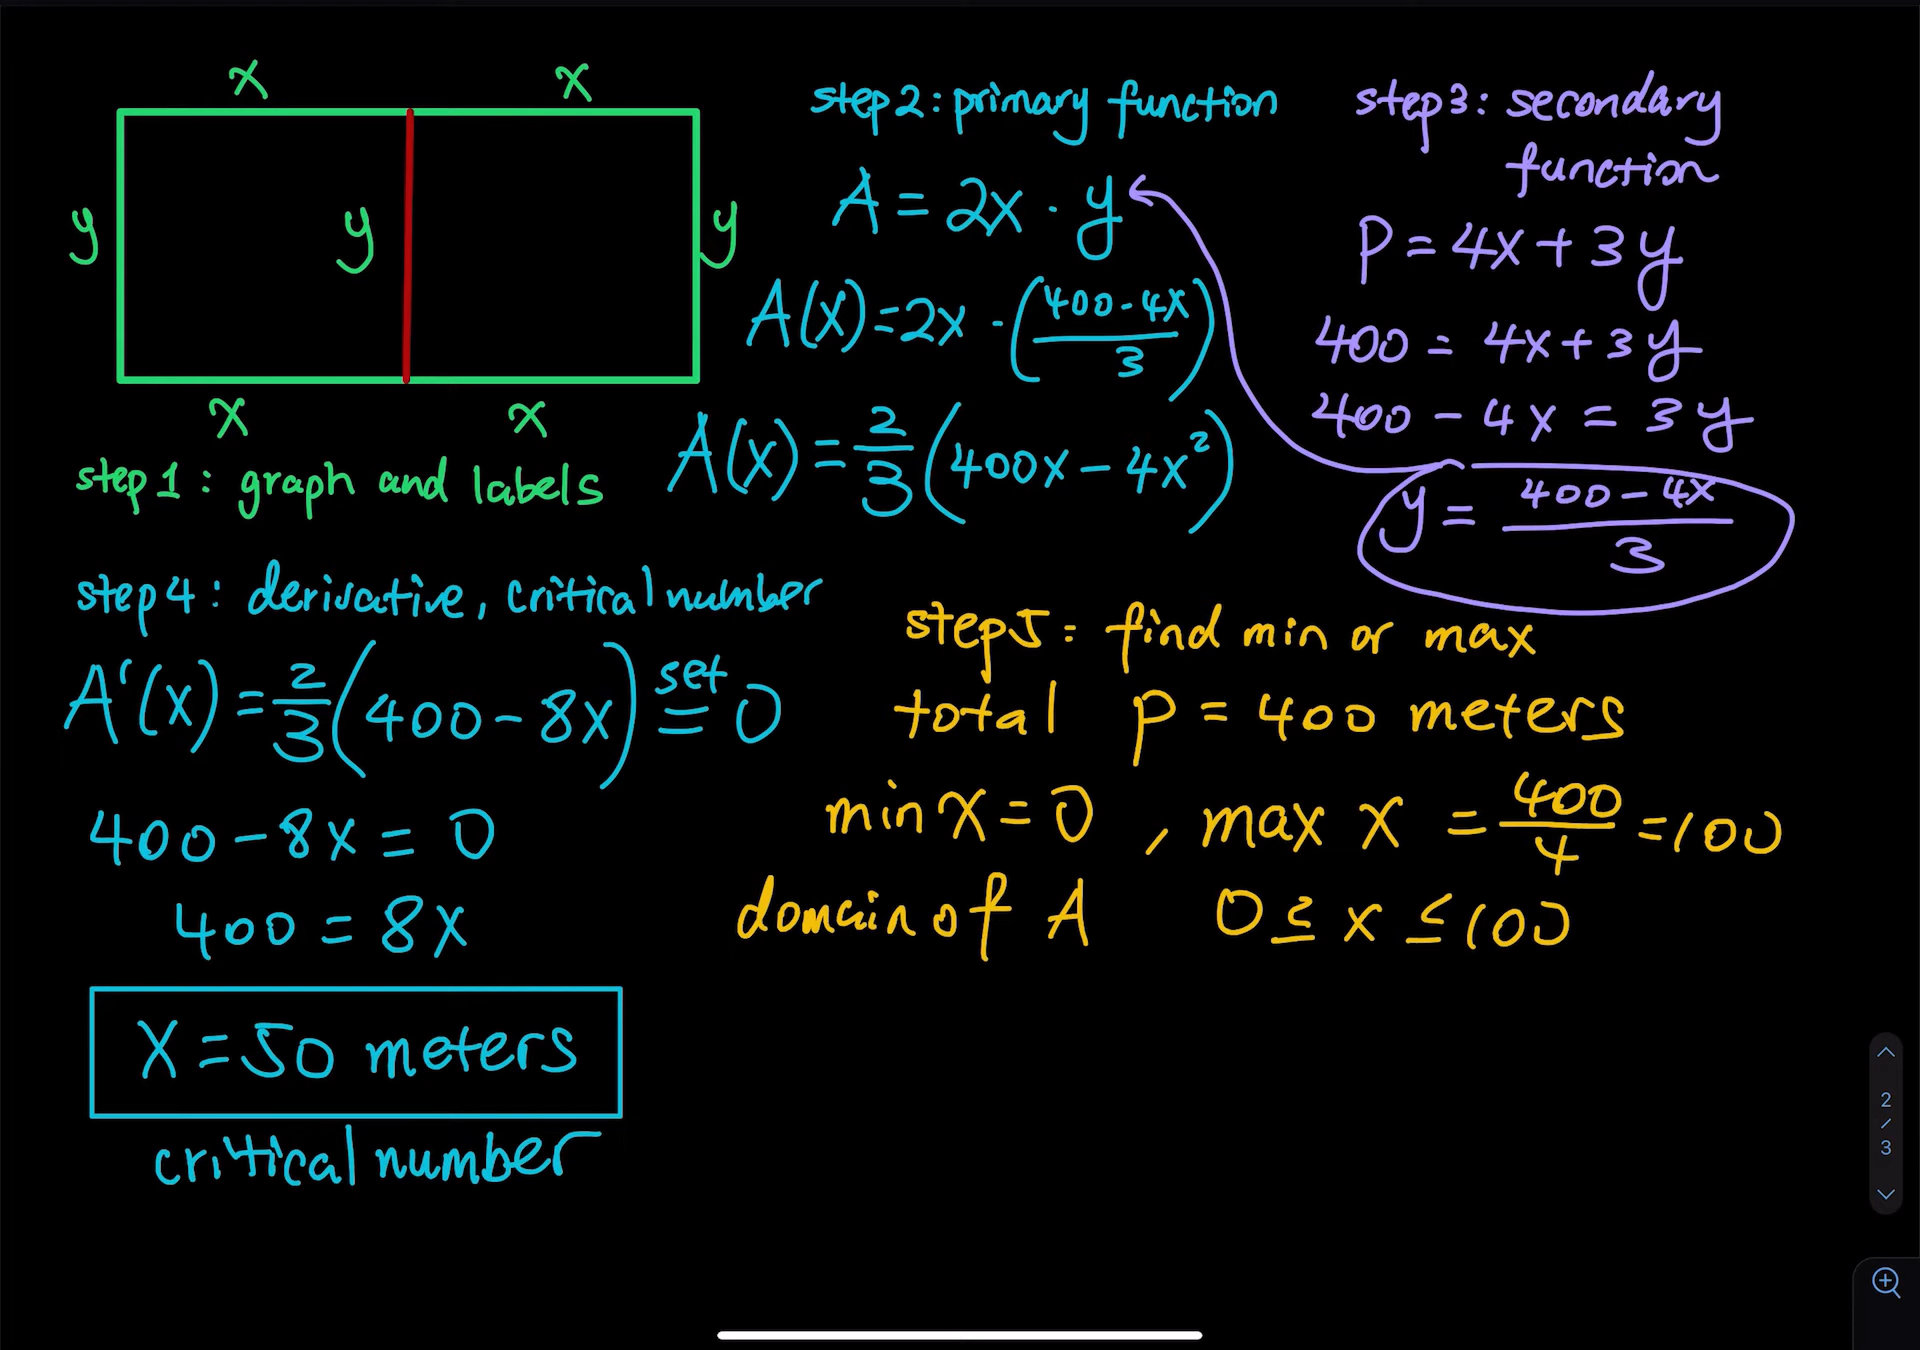 x x
y y y
x x
step 1 : graph and labels
step 2 : primary function
A = 2x · y
A(x) = 2x · (400 - 4x / 3)
A(x) = 2/3 (400x - 4x²)
step 3 : secondary
function
P = 4x + 3y
400 = 4x + 3y
400 - 4x = 3y
y = 400 - 4x / 3
step 4 : derivative, critical number
A'(x) = 2/3 (400 - 8x) set = 0
400 - 8x = 0
400 = 8x
x = 50 meters
critical number
step 5 : find min or max
total P = 400 meters
min x = 0 , max x = 400/4 = 100
domain of A 0 ≥ x ≤ 100
2
/
3